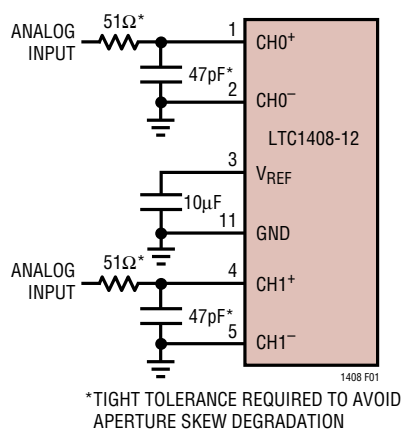 51Ω*
ANALOG
INPUT
1
CH0+
47pF*
2
CH0−
LTC1408-12
3
VREF
10µF
11
GND
51Ω*
ANALOG
INPUT
4
CH1+
47pF*
5
CH1−
1408 F01
*TIGHT TOLERANCE REQUIRED TO AVOID
APERTURE SKEW DEGRADATION